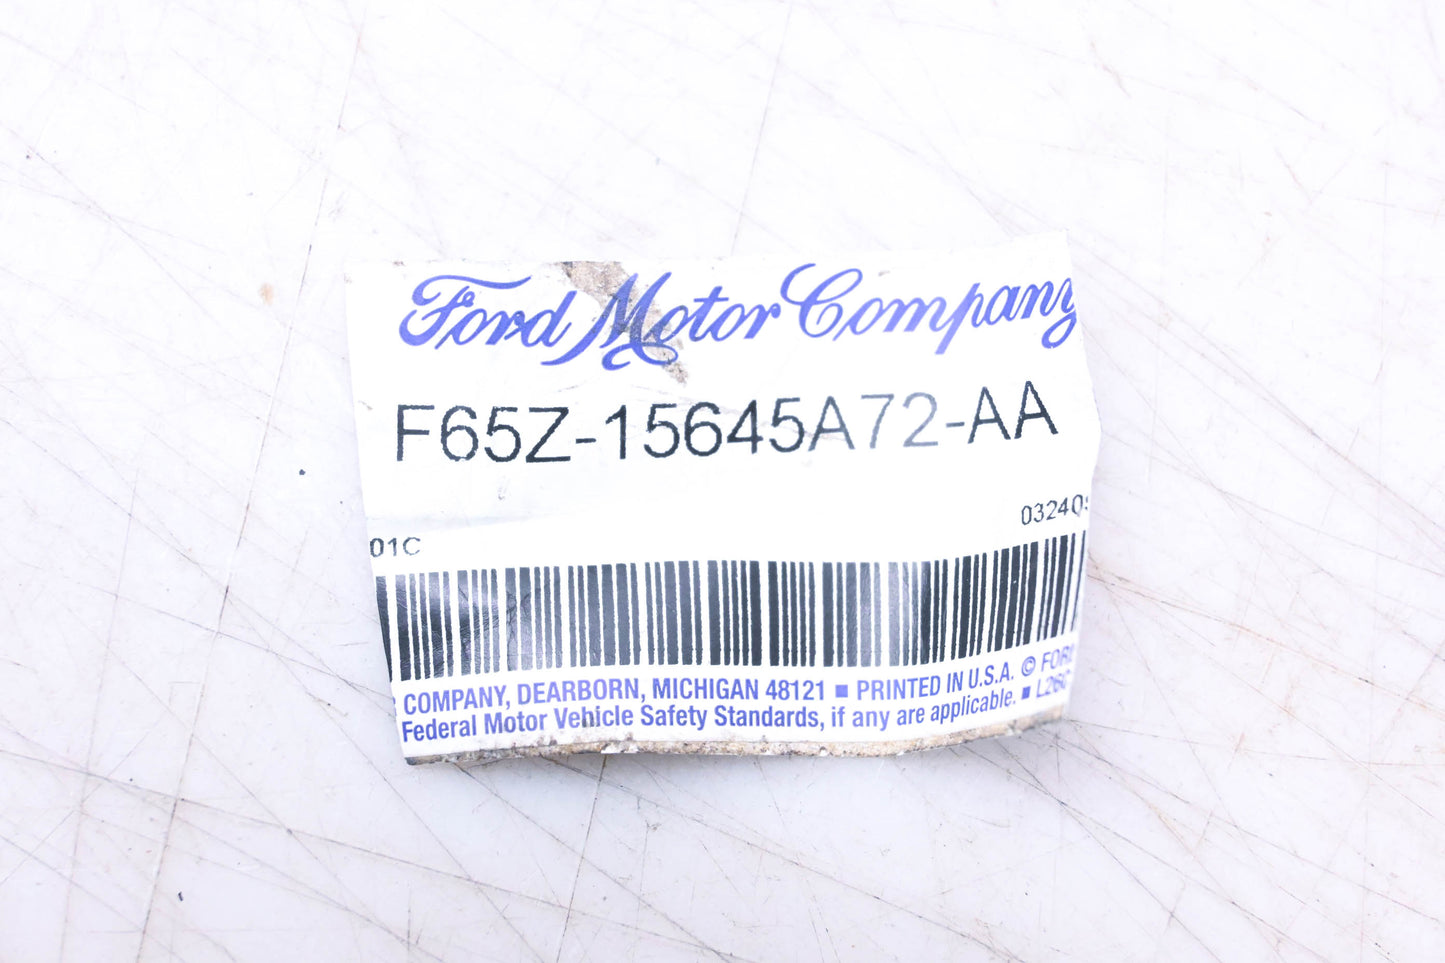 Ford Motor Company
F65Z-15645A72-AA
01C
0324
COMPANY, DEARBORN, MICHIGAN 48121 ■ PRINTED IN U.S.A. © FORD
Federal Motor Vehicle Safety Standards, if any are applicable. ■